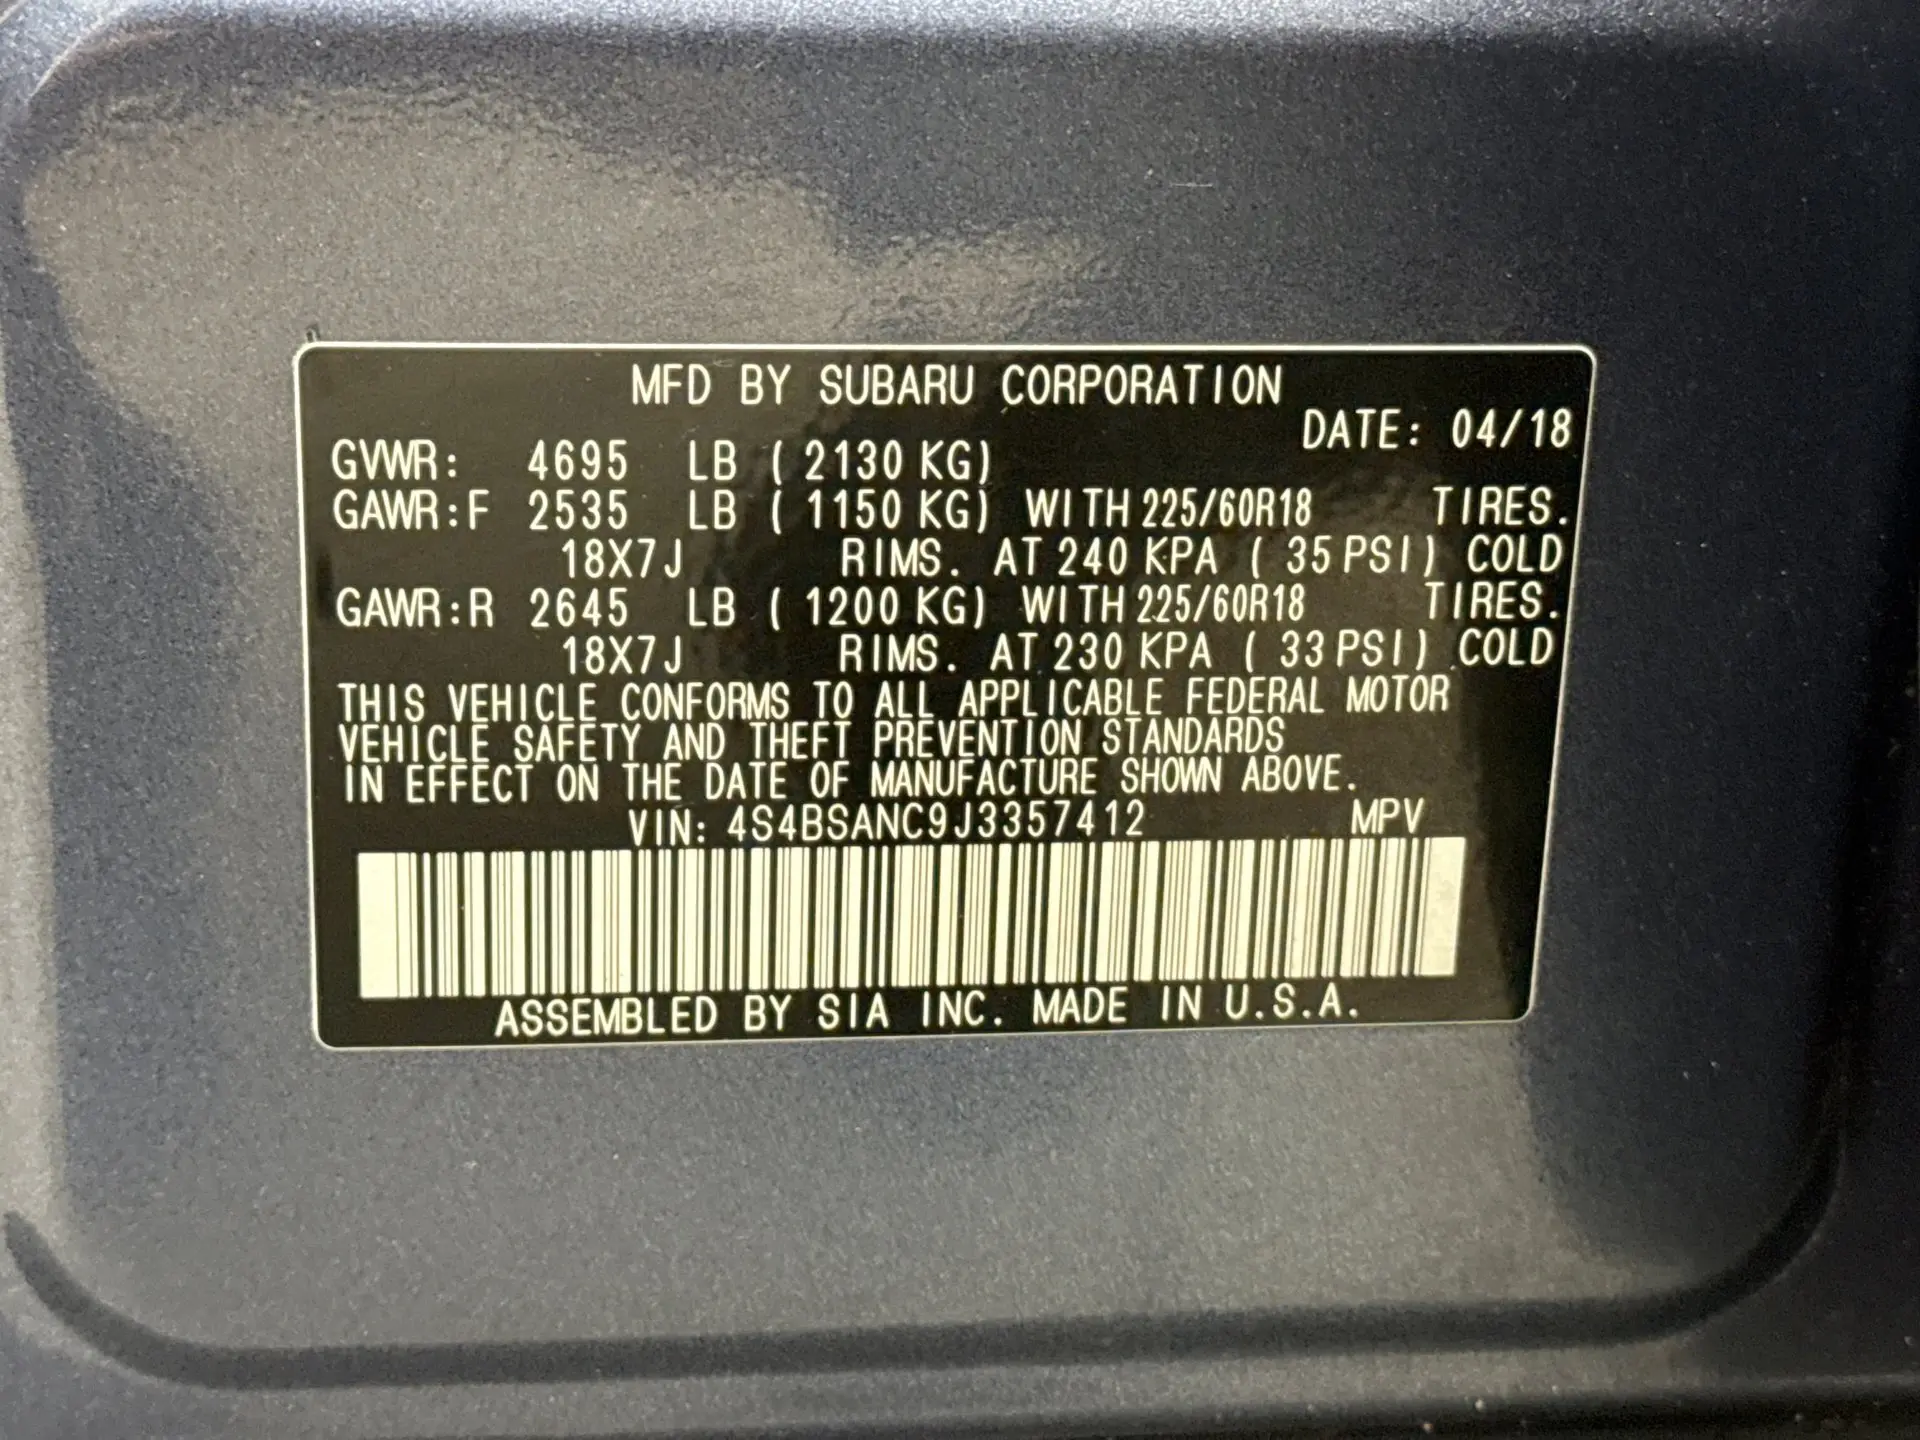 MFD BY SUBARU CORPORATION
DATE: 04/18
GVWR: 4695 LB ( 2130 KG)
GAWR:F 2535 LB ( 1150 KG) WITH 225/60R18 TIRES.
18X7J RIMS. AT 240 KPA ( 35 PSI) COLD
GAWR:R 2645 LB ( 1200 KG) WITH 225/60R18 TIRES.
18X7J RIMS. AT 230 KPA ( 33 PSI) COLD
THIS VEHICLE CONFORMS TO ALL APPLICABLE FEDERAL MOTOR
VEHICLE SAFETY AND THEFT PREVENTION STANDARDS
IN EFFECT ON THE DATE OF MANUFACTURE SHOWN ABOVE.
VIN: 4S4BSANC9J3357412 MPV
ASSEMBLED BY SIA INC. MADE IN U.S.A.